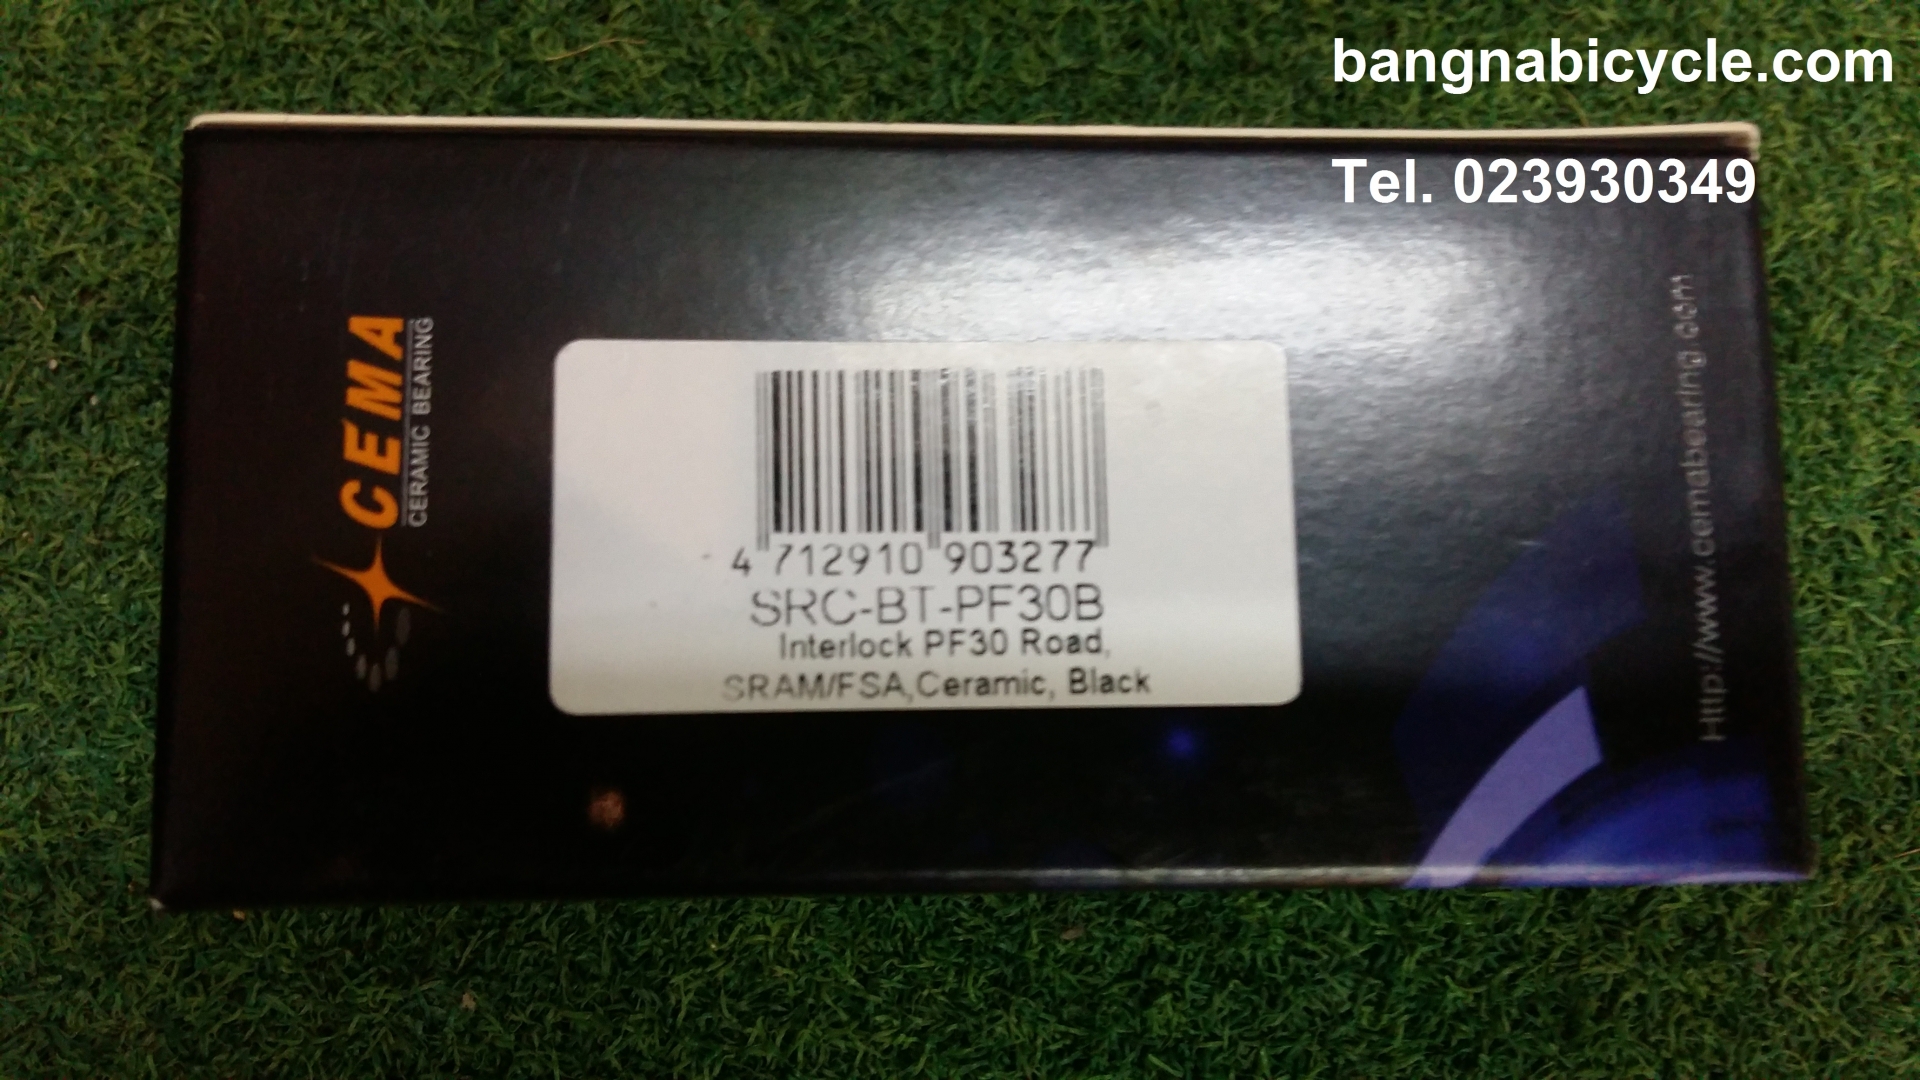 bangnabicycle.com
Tel. 023930349
CEMA
CERAMIC BEARING
4 712910 903277
SRC-BT-PF30B
Interlock PF30 Road,
SRAM/FSA,Ceramic, Black
Http://www.cemabearing.com